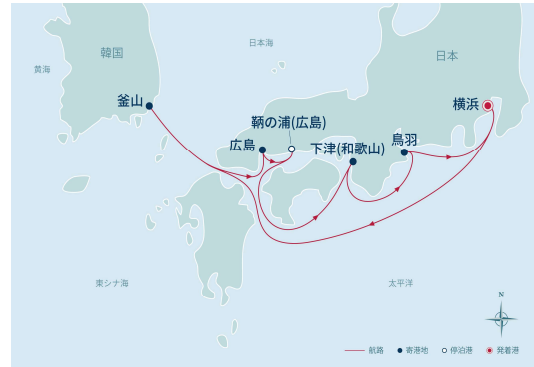 日本海
韓国
日本
黄海
釜山
横浜
鞆の浦(広島)
広島
下津(和歌山)
鳥羽
東シナ海
太平洋
N
航路
寄港地
停泊港
発着港